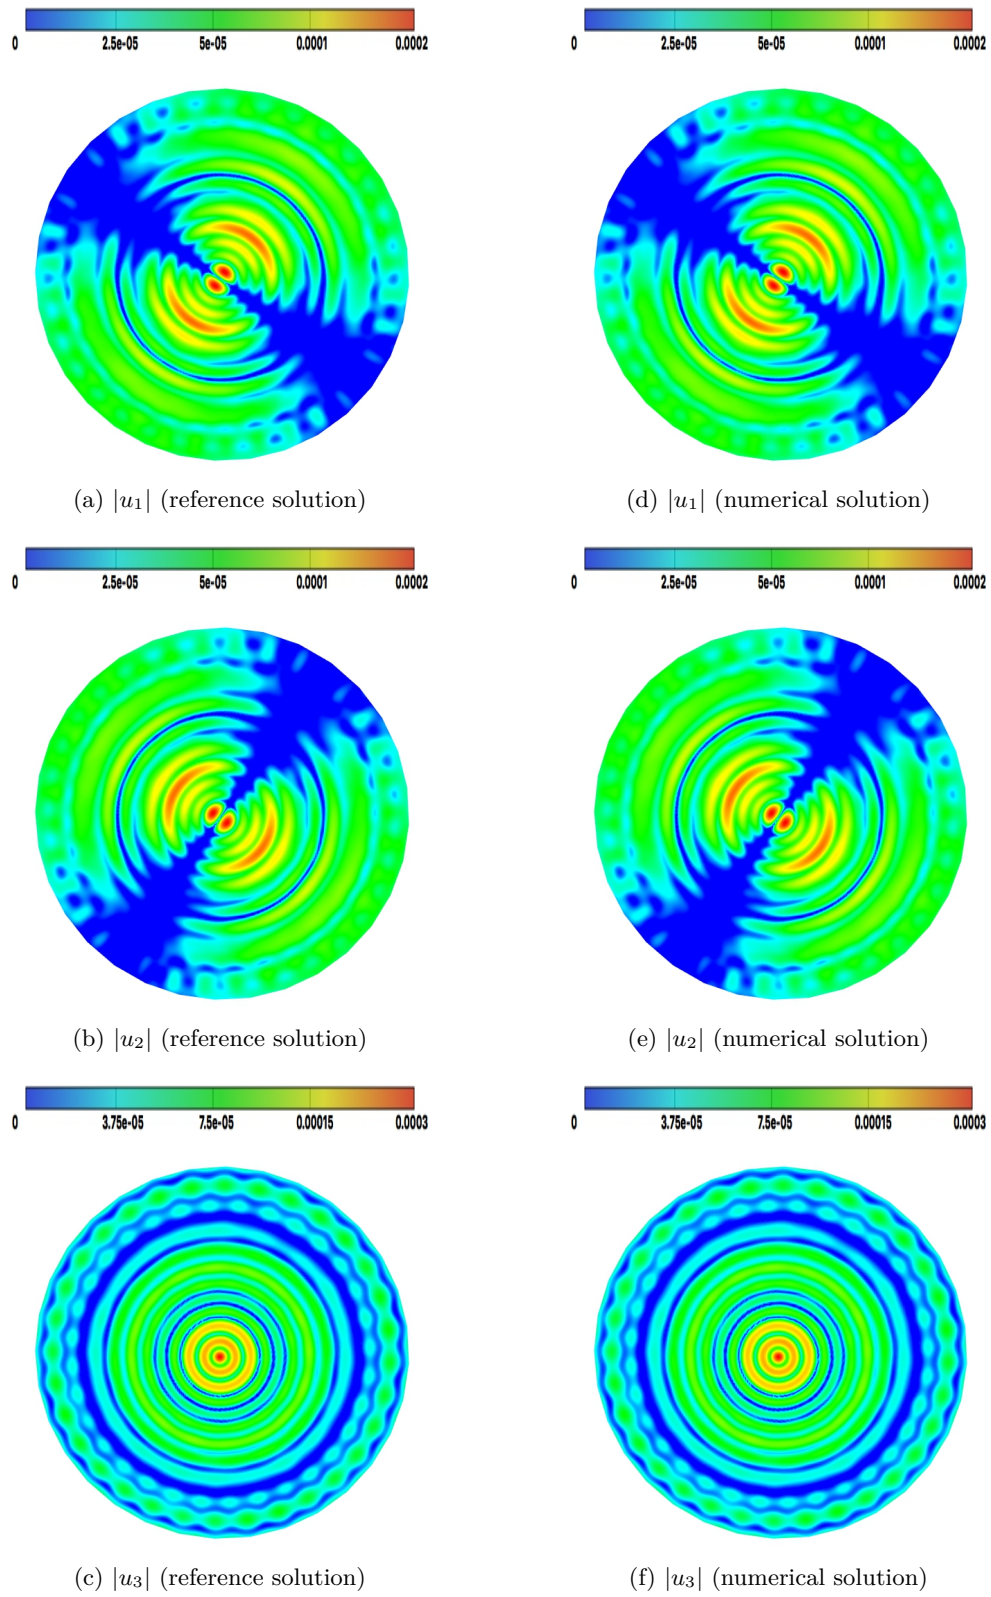 0 2.5e-05 5e-05 0.0001 0.0002
0 2.5e-05 5e-05 0.0001 0.0002
(a) |u₁| (reference solution)
(d) |u₁| (numerical solution)
0 2.5e-05 5e-05 0.0001 0.0002
0 2.5e-05 5e-05 0.0001 0.0002
(b) |u₂| (reference solution)
(e) |u₂| (numerical solution)
0 3.75e-05 7.5e-05 0.00015 0.0003
0 3.75e-05 7.5e-05 0.00015 0.0003
(c) |u₃| (reference solution)
(f) |u₃| (numerical solution)